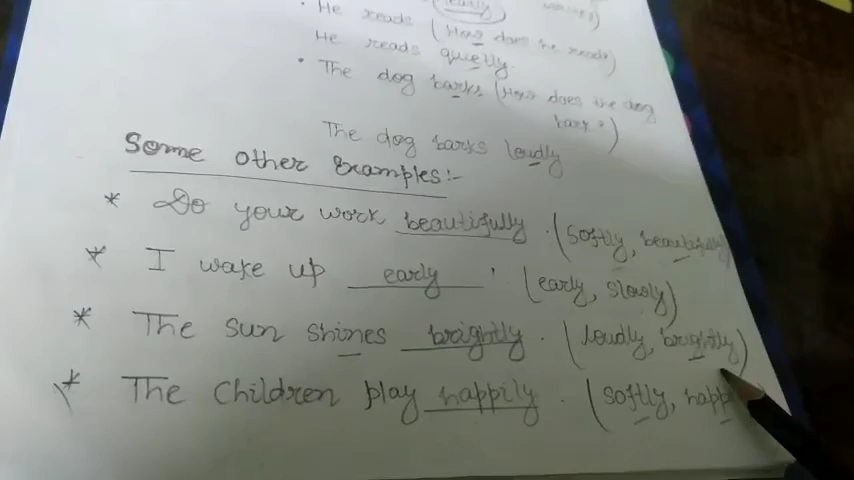 early)
• He reads (How does he reads)
He reads quietly.
• The dog barks (How does the dog
bark?)
The dog barks loudly
Some other Examples:-
* Do your work beautifully. (softly, beautifully)
* I wake up early. (early, slowly)
* The sun shines brightly. (loudly, brightly)
* The children play happily. (softly, happ